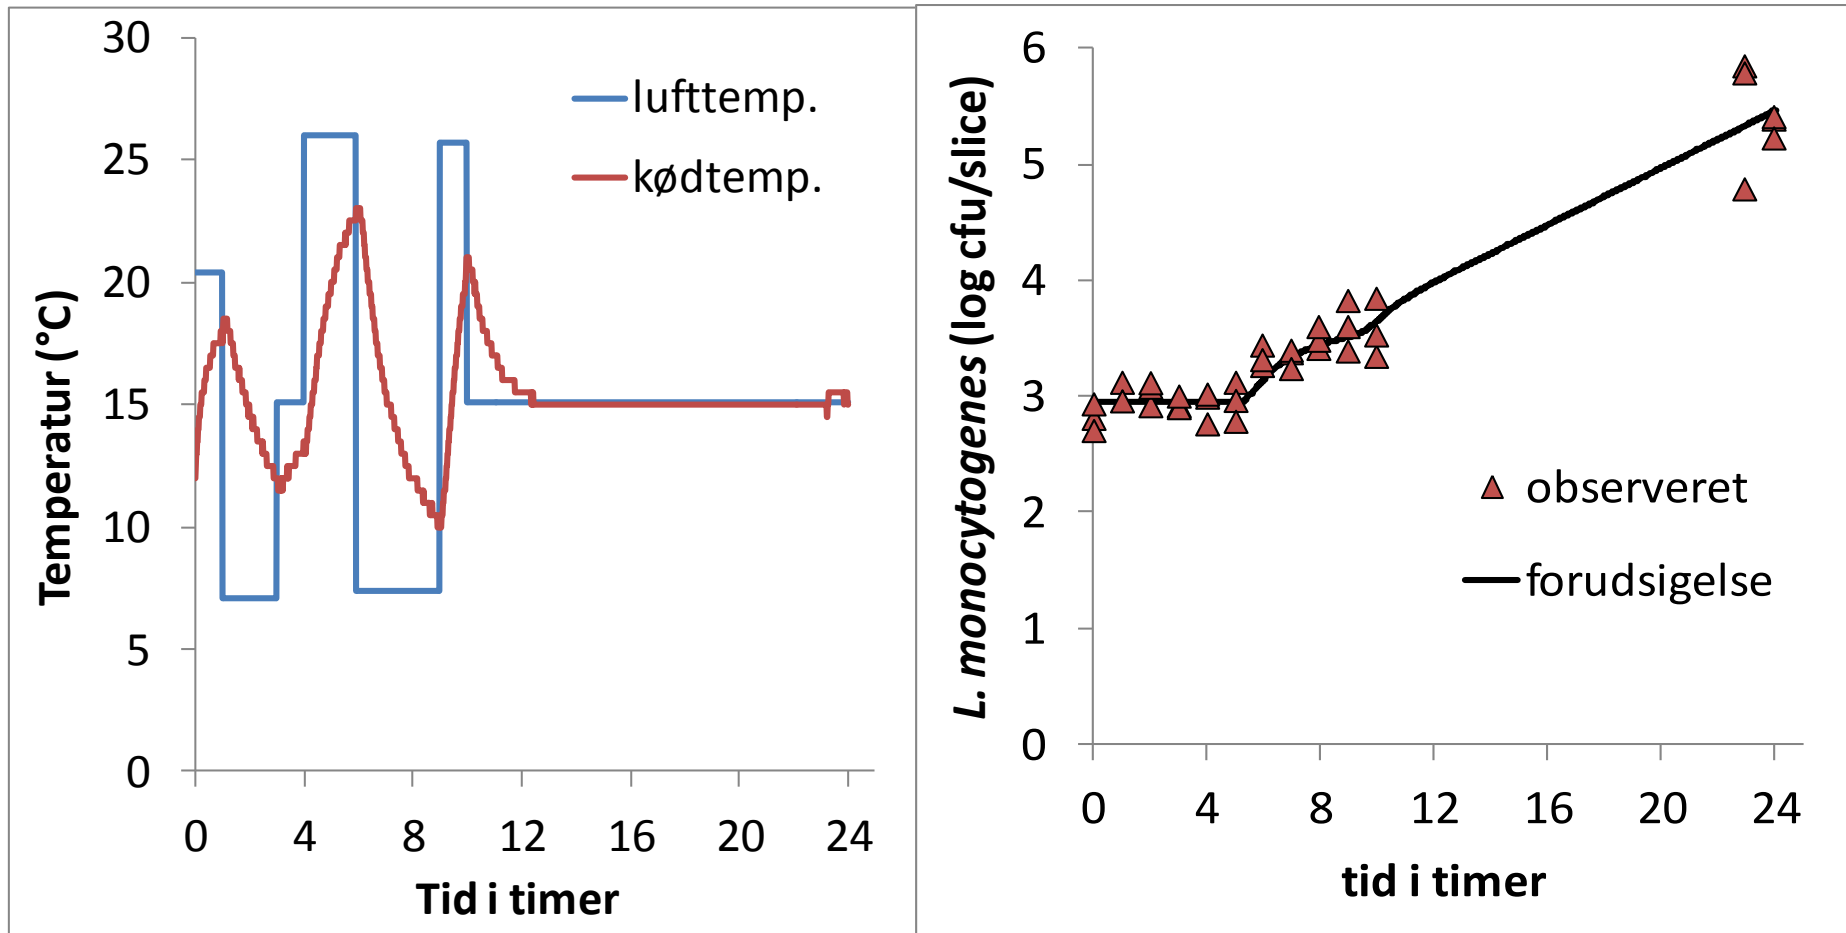 30
25
20
15
10
5
0
Temperatur (°C)
lufttemp.
kødtemp.
0 4 8 12 16 20 24
Tid i timer
6
5
4
3
2
1
0
L. monocytogenes (log cfu/slice)
observeret
forudsigelse
0 4 8 12 16 20 24
tid i timer